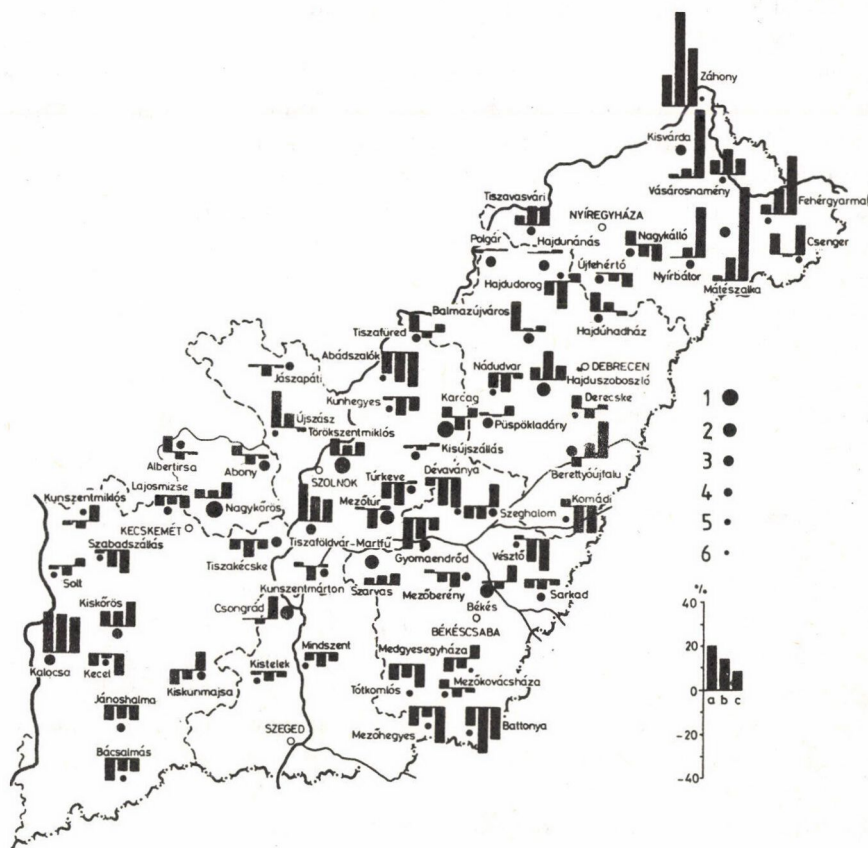 Záhony
Kisvárda
Vásárosnamény
Fehérgyarmat
Tiszavasvári
NYÍREGYHÁZA
Nagykálló
Csenger
Polgár
Hajdunánás
Újfehértó
Nyírbátor
Mátészalka
Hajdudorog
Balmazújváros
Hajdúhadház
Tiszafüred
Abádszalók
Nádudvar
DEBRECEN
Hajduszoboszló
Jászapáti
Kunhegyes
Karcag
Derecske
Püspökladány
Újszász
Törökszentmiklós
Kisújszállás
Berettyóújfalu
Albertirsa
Abony
SZOLNOK
Túrkeve
Dévaványa
Lajosmizse
Kunszentmiklós
Nagykőrös
Mezőtúr
Szeghalom
Komádi
KECSKEMÉT
Tiszaföldvár-Martfű
Szabadszállás
Tiszakécske
Gyomaendrőd
Vésztő
Solt
Kunszentmárton
Szarvas
Mezőberény
Sarkad
Kiskőrös
Csongrád
Békés
BÉKÉSCSABA
Kalocsa
Kecel
Kistelek
Mindszent
Medgyesegyháza
Kiskunmajsa
Tótkomlós
Mezőkovácsháza
Jánoshalma
SZEGED
Mezőhegyes
Battonya
Bácsalmás
1
2
3
4
5
6
%
40
20
0
a b c
-20
-40